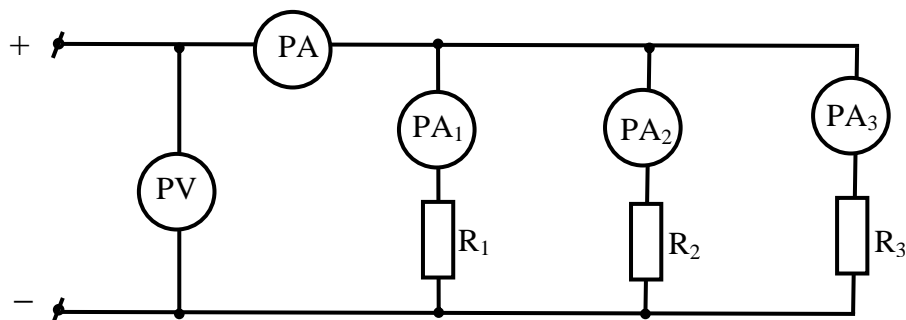 +
PA
PA₁
PA₂
PA₃
PV
R₁
R₂
R₃
−